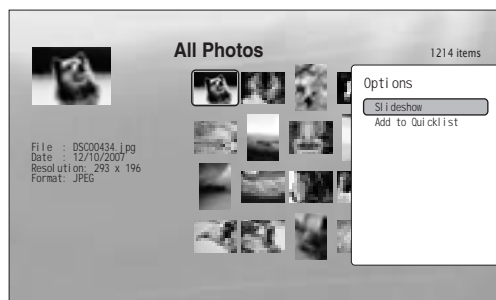 All Photos
1214 items
Options
Slideshow
Add to Quicklist
File : DSC00434.jpg
Date : 12/10/2007
Resolution: 293 x 196
Format: JPEG